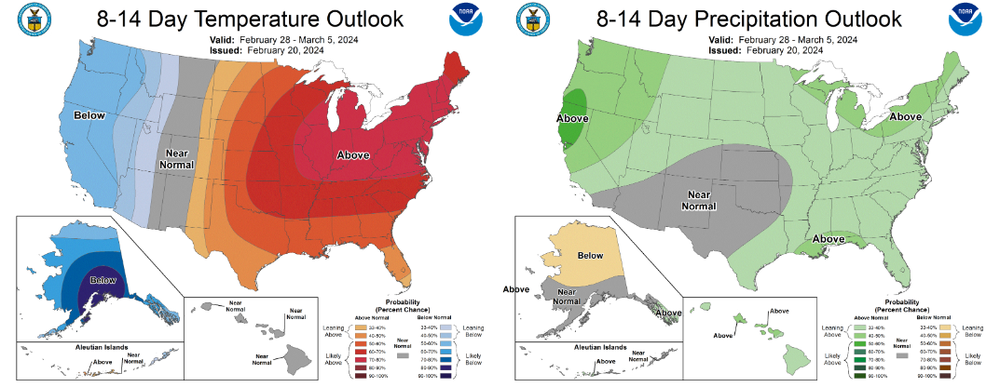 8-14 Day Temperature Outlook
NOAA
Valid: February 28 - March 5, 2024
Issued: February 20, 2024
Below
Near
Normal
Above
Below
Aleutian Islands
Above
Near
Normal
Near
Normal
Near
Normal
Near
Normal
Probability
(Percent Chance)
Above Normal
Below Normal
Leaning
Above
33-40%
40-50%
Near
Normal
33-40%
40-50%
Leaning
Below
Likely
Above
50-60%
60-70%
70-80%
80-90%
90-100%
50-60%
60-70%
70-80%
80-90%
90-100%
Likely
Below
8-14 Day Precipitation Outlook
NOAA
Valid: February 28 - March 5, 2024
Issued: February 20, 2024
Above
Near
Normal
Above
Above
Below
Above
Near
Normal
Above
Aleutian Islands
Above
Near
Normal
Above
Above
Probability
(Percent Chance)
Above Normal
Below Normal
Leaning
Above
33-40%
40-50%
Near
Normal
33-40%
40-50%
Leaning
Below
Likely
Above
50-60%
60-70%
70-80%
80-90%
90-100%
50-60%
60-70%
70-80%
80-90%
90-100%
Likely
Below